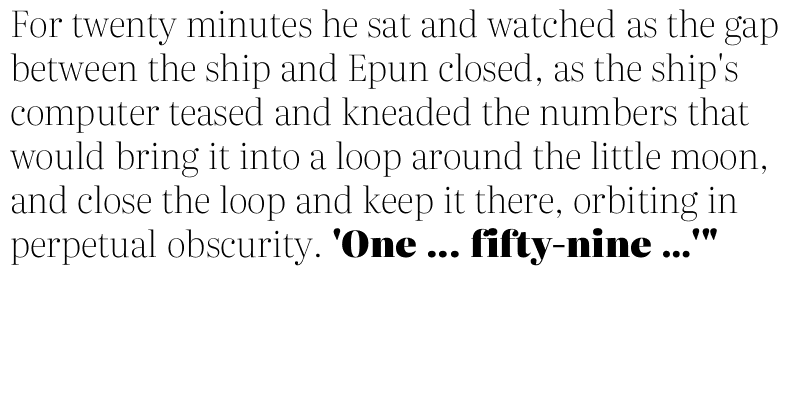 For twenty minutes he sat and watched as the gap
between the ship and Epun closed, as the ship's
computer teased and kneaded the numbers that
would bring it into a loop around the little moon,
and close the loop and keep it there, orbiting in
perpetual obscurity. 'One ... fifty-nine ...'"